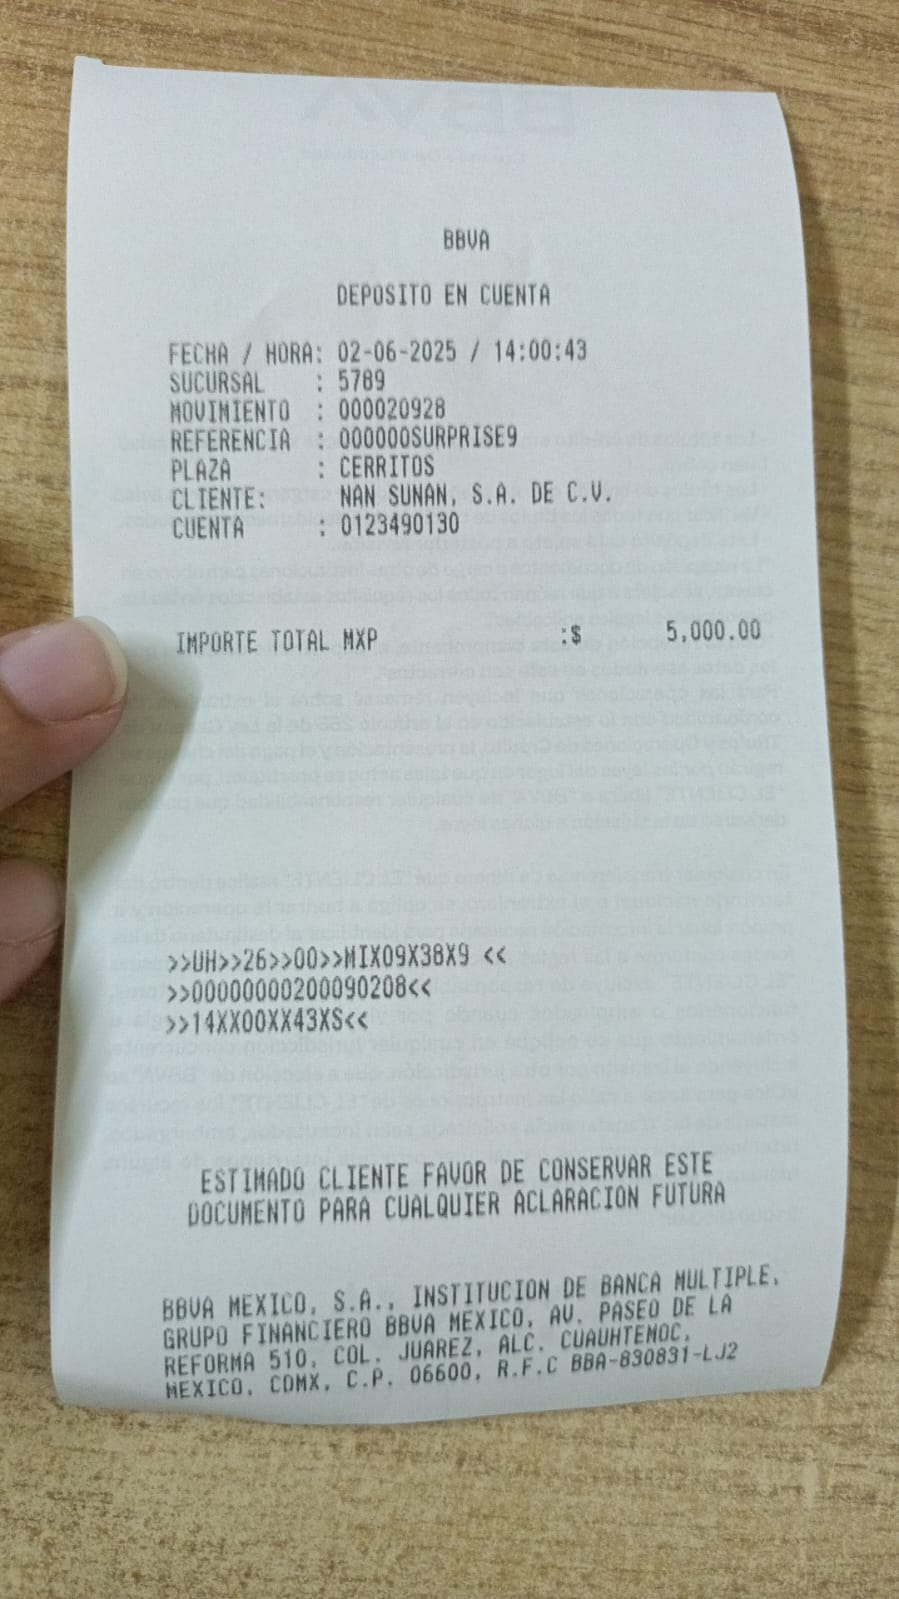 BBVA
DEPOSITO EN CUENTA
FECHA / HORA: 02-06-2025 / 14:00:43
SUCURSAL : 5789
MOVIMIENTO : 000020928
REFERENCIA : 000000SURPRISE9
PLAZA : CERRITOS
CLIENTE: NAN SUNAN, S.A. DE C.V.
CUENTA : 0123490130
IMPORTE TOTAL MXP :$ 5,000.00
>>UH>>26>>00>>MIX09X38X9 <<
>>000000000200090208<<
>>14XX00XX43XS<<
ESTIMADO CLIENTE FAVOR DE CONSERVAR ESTE
DOCUMENTO PARA CUALQUIER ACLARACION FUTURA
BBVA MEXICO, S.A., INSTITUCION DE BANCA MULTIPLE,
GRUPO FINANCIERO BBVA MEXICO, AV. PASEO DE LA
REFORMA 510, COL. JUAREZ, ALC. CUAUHTEMOC,
MEXICO, CDMX, C.P. 06600, R.F.C BBA-830831-LJ2